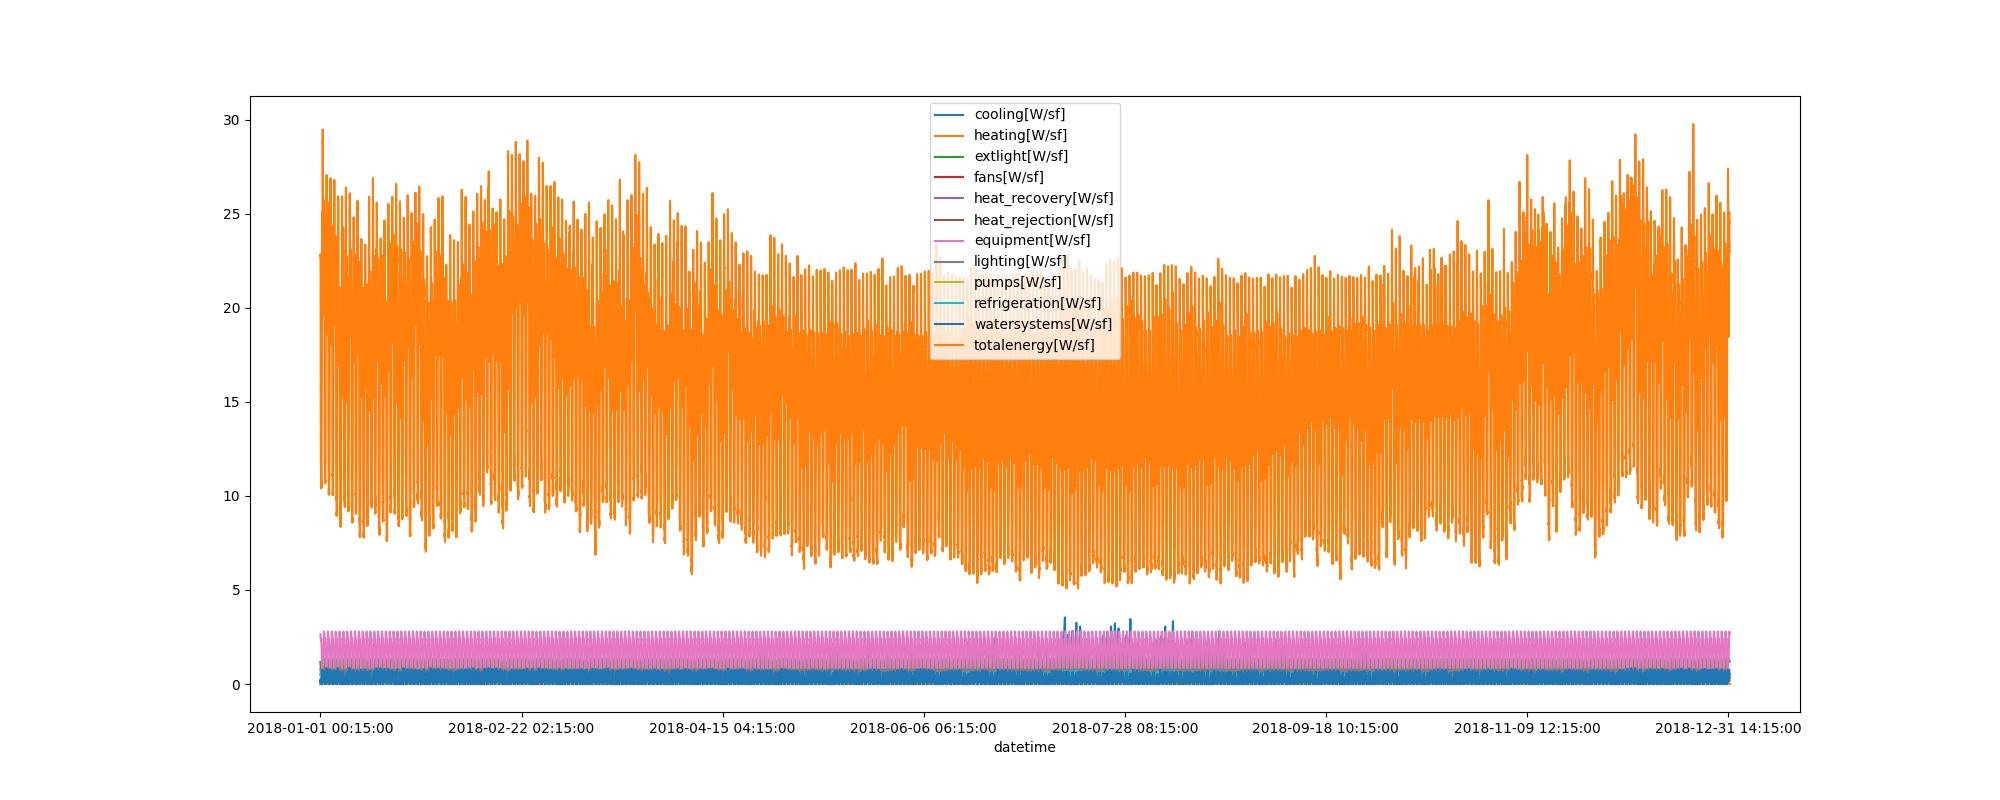 30
25
20
15
10
5
0
cooling[W/sf]
heating[W/sf]
extlight[W/sf]
fans[W/sf]
heat_recovery[W/sf]
heat_rejection[W/sf]
equipment[W/sf]
lighting[W/sf]
pumps[W/sf]
refrigeration[W/sf]
watersystems[W/sf]
totalenergy[W/sf]
2018-01-01 00:15:00
2018-02-22 02:15:00
2018-04-15 04:15:00
2018-06-06 06:15:00
2018-07-28 08:15:00
2018-09-18 10:15:00
2018-11-09 12:15:00
2018-12-31 14:15:00
datetime